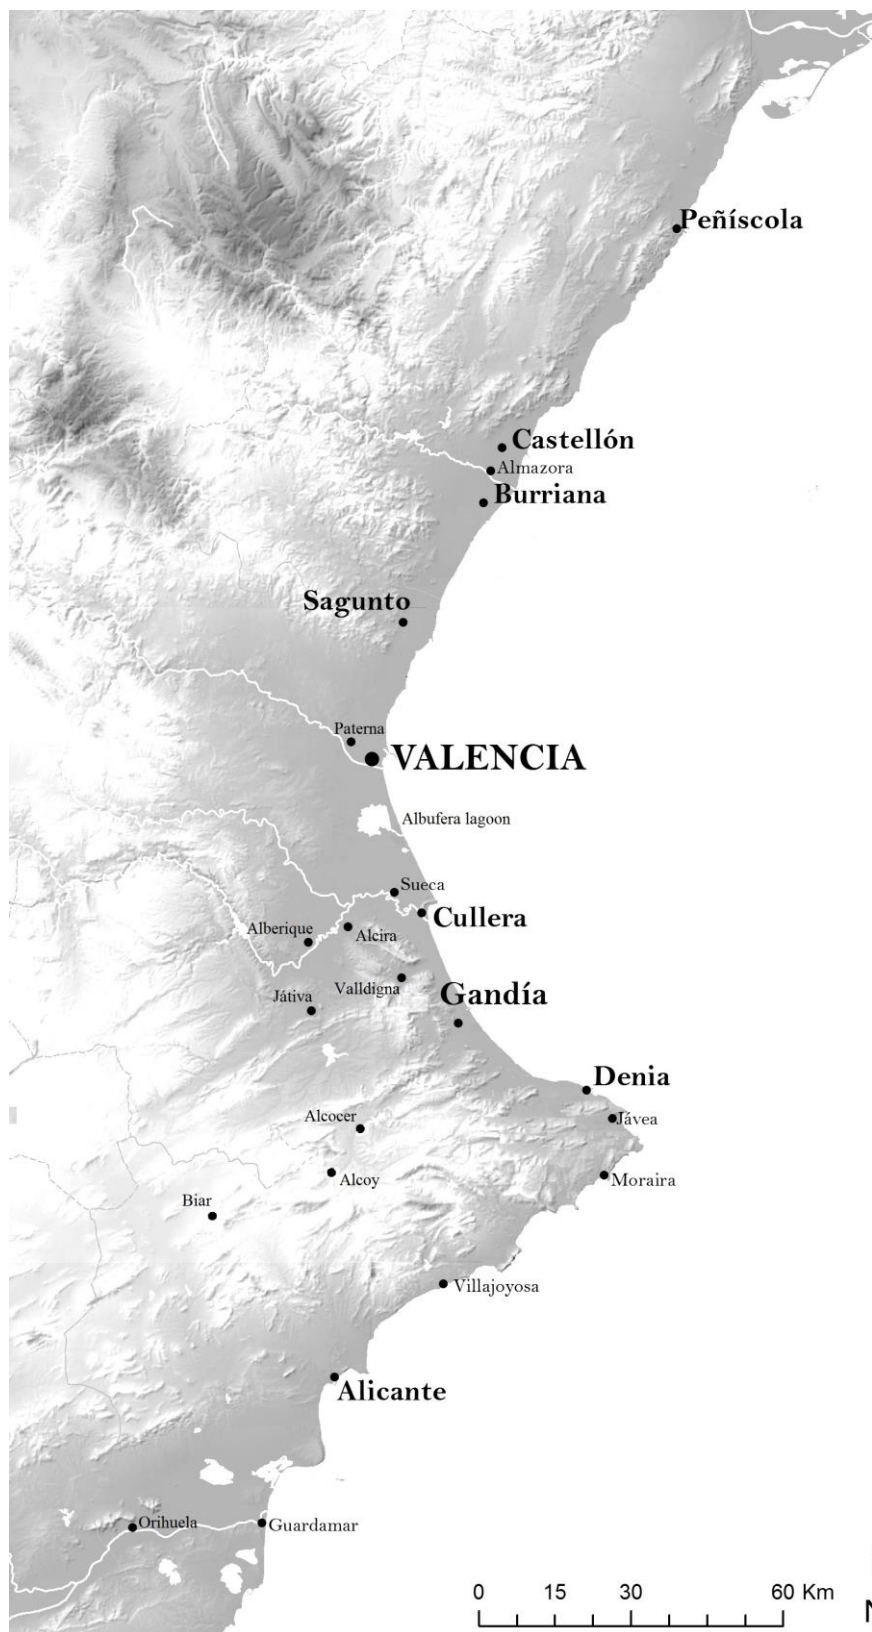 Peñíscola
Castellón
Almazora
Burriana
Sagunto
Paterna
VALENCIA
Albufera lagoon
Sueca
Cullera
Alberique
Alcira
Valldigna
Játiva
Gandía
Denia
Jávea
Alcocer
Alcoy
Moraira
Biar
Villajoyosa
Alicante
Orihuela
Guardamar
0 15 30 60 Km
N